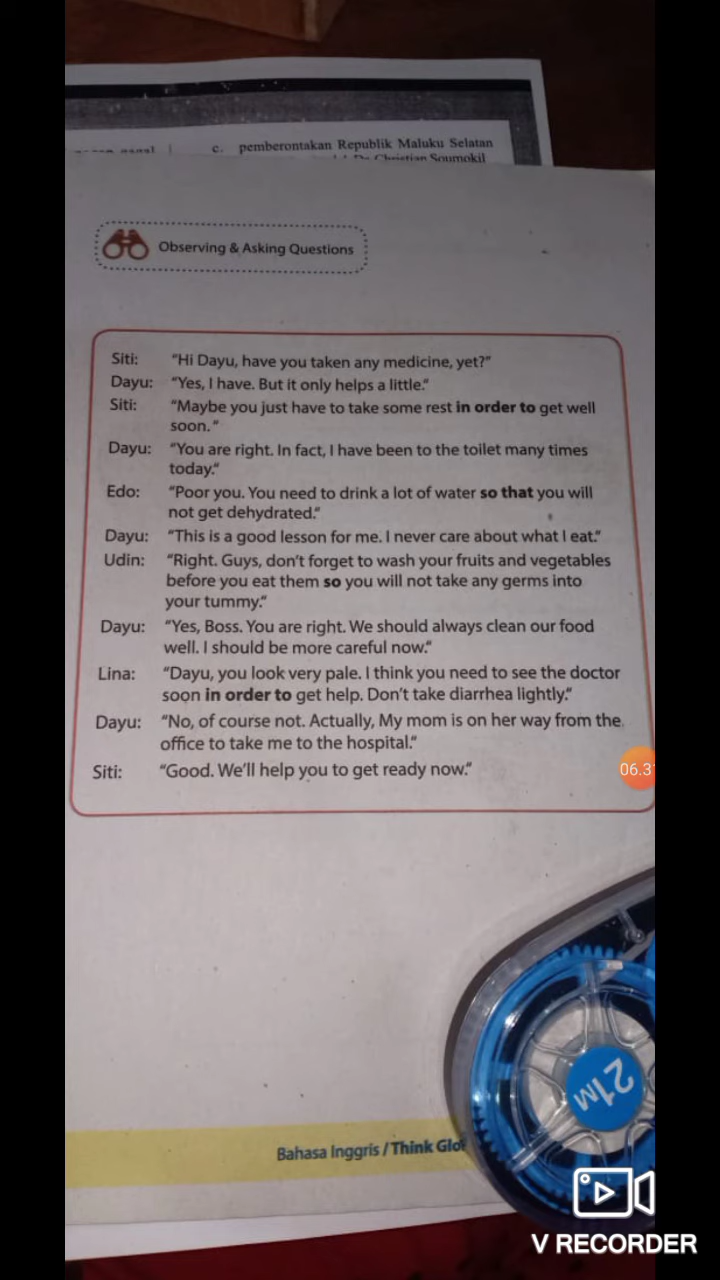 c. pemberontakan Republik Maluku Selatan
Christian Soumokil
Observing & Asking Questions
Siti: "Hi Dayu, have you taken any medicine, yet?"
Dayu: "Yes, I have. But it only helps a little."
Siti: "Maybe you just have to take some rest in order to get well
soon."
Dayu: "You are right. In fact, I have been to the toilet many times
today."
Edo: "Poor you. You need to drink a lot of water so that you will
not get dehydrated."
Dayu: "This is a good lesson for me. I never care about what I eat."
Udin: "Right. Guys, don't forget to wash your fruits and vegetables
before you eat them so you will not take any germs into
your tummy."
Dayu: "Yes, Boss. You are right. We should always clean our food
well. I should be more careful now."
Lina: "Dayu, you look very pale. I think you need to see the doctor
soon in order to get help. Don't take diarrhea lightly."
Dayu: "No, of course not. Actually, My mom is on her way from the
office to take me to the hospital."
Siti: "Good. We'll help you to get ready now."
06.3
21M
Bahasa Inggris / Think
V RECORDER